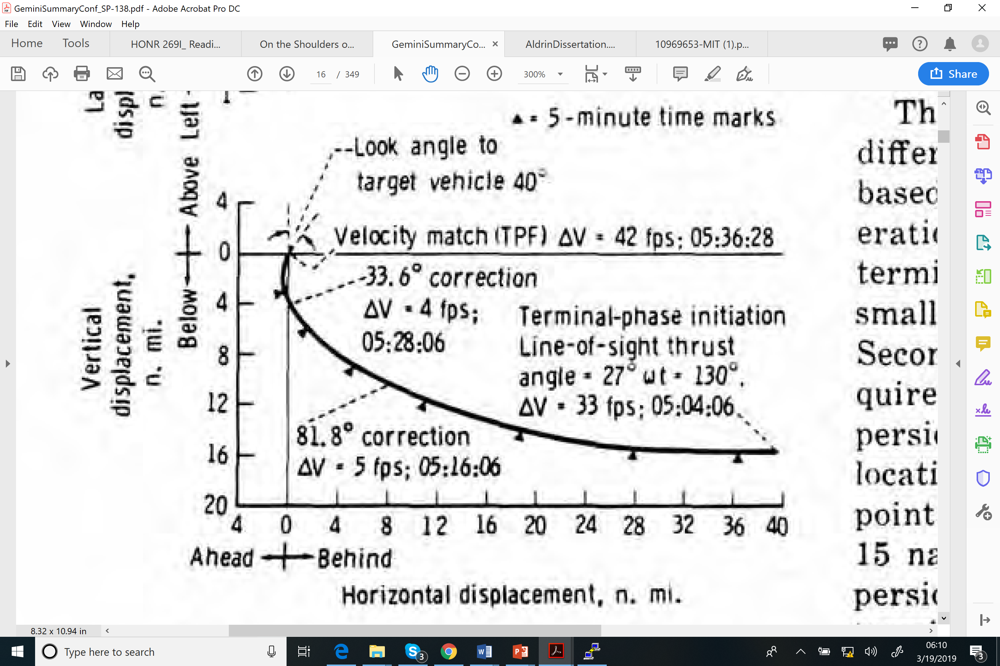 GeminiSummaryConf_SP-138.pdf - Adobe Acrobat Pro DC
File Edit View Window Help
Home Tools HONR 269I_ Readi... On the Shoulders o... GeminiSummaryCo... AldrinDissertation.... 10969653-MIT (1).p...
16 / 349 300% Share
▲ = 5-minute time marks
Left
Look angle to
target vehicle 40°
Velocity match (TPF) ΔV = 42 fps; 05:36:28
33.6° correction
ΔV = 4 fps;
05:28:06
Terminal-phase initiation
Line-of-sight thrust
angle = 27° ωt = 130°.
ΔV = 33 fps; 05:04:06
81.8° correction
ΔV = 5 fps; 05:16:06
Vertical
displacement,
n. mi.
Below Above
4
0
4
8
12
16
20
4 0 4 8 12 16 20 24 28 32 36 40
Ahead Behind
Horizontal displacement, n. mi.
Th
differ
based
eratio
termi
small
Secon
quire
persi
locati
point
15 na
persi
8.32 x 10.94 in
Type here to search
3
06:10
3/19/2019
3